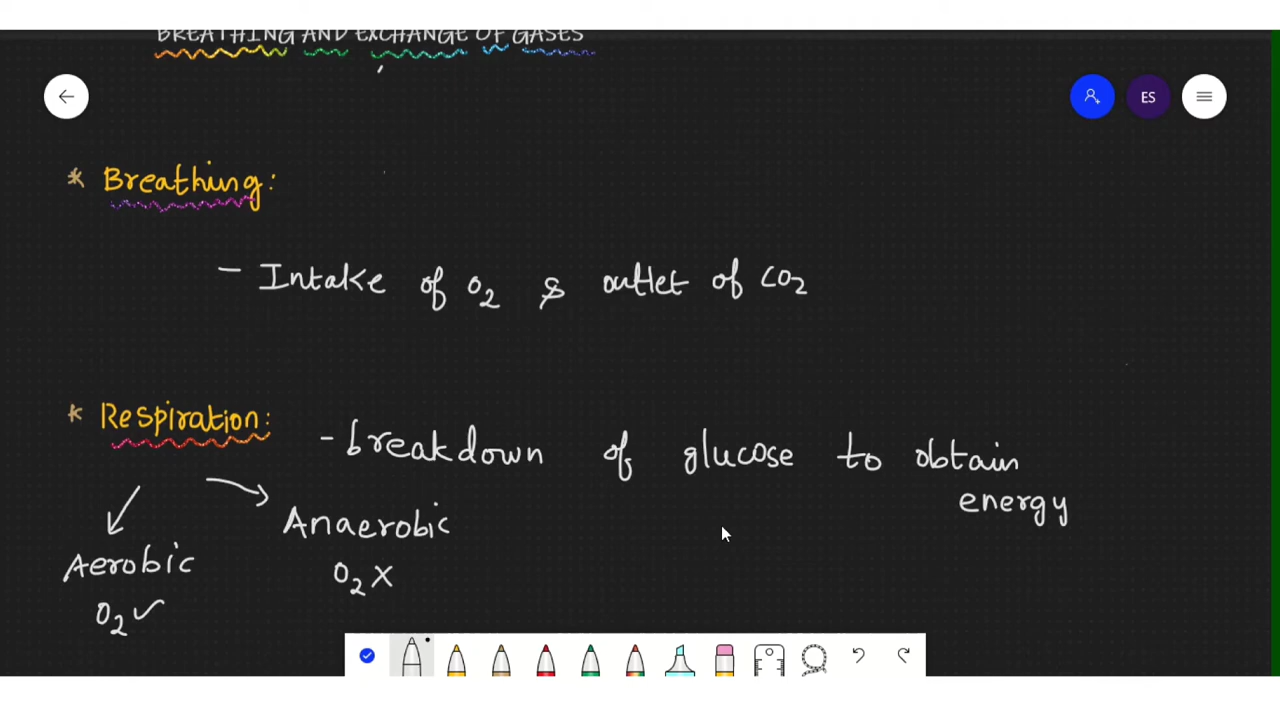 BREATHING AND EXCHANGE OF GASES
ES
* Breathing:
- Intake of O₂ & outlet of CO₂
* Respiration:
- breakdown of glucose to obtain
energy
Anaerobic
O₂ X
Aerobic
O₂ ✓